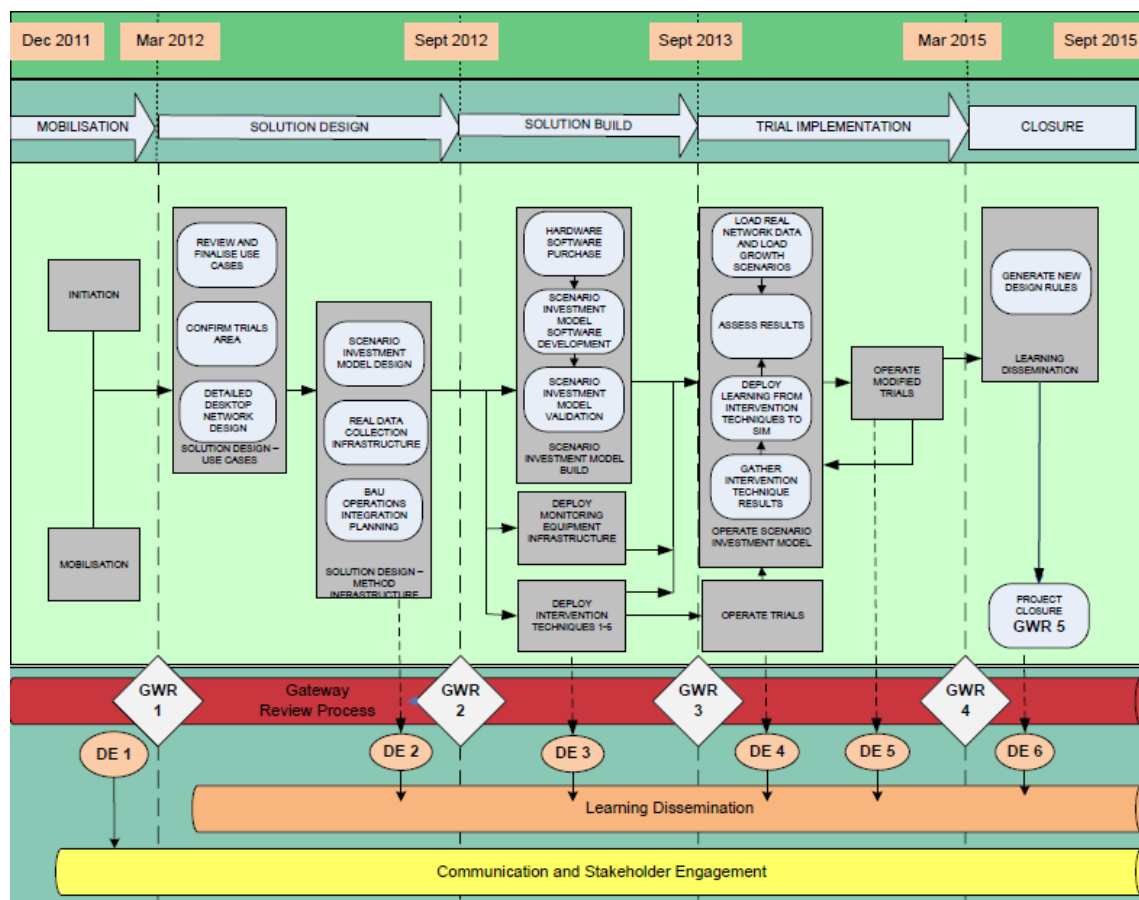 Dec 2011
Mar 2012
Sept 2012
Sept 2013
Mar 2015
Sept 2015
MOBILISATION
SOLUTION DESIGN
SOLUTION BUILD
TRIAL IMPLEMENTATION
CLOSURE
INITIATION
MOBILISATION
REVIEW AND
FINALISE USE
CASES
CONFIRM TRIALS
AREA
DETAILED
DESKTOP
NETWORK
DESIGN
SOLUTION DESIGN –
USE CASES
SCENARIO
INVESTMENT
MODEL DESIGN
REAL DATA
COLLECTION
INFRASTRUCTURE
BAU
OPERATIONS
INTEGRATION
PLANNING
SOLUTION DESIGN –
METHOD
INFRASTRUCTURE
HARDWARE
SOFTWARE
PURCHASE
SCENARIO
INVESTMENT
MODEL
SOFTWARE
DEVELOPMENT
SCENARIO
INVESTMENT
MODEL
VALIDATION
SCENARIO
INVESTMENT MODEL
BUILD
DEPLOY
MONITORING
EQUIPMENT
INFRASTRUCTURE
DEPLOY
INTERVENTION
TECHNIQUES 1-6
LOAD REAL
NETWORK DATA
AND LOAD
GROWTH
SCENARIOS
ASSESS RESULTS
DEPLOY
LEARNING FROM
INTERVENTION
TECHNIQUES TO
SIM
GATHER
INTERVENTION
TECHNIQUE
RESULTS
OPERATE SCENARIO
INVESTMENT MODEL
OPERATE TRIALS
OPERATE
MODIFIED
TRIALS
GENERATE NEW
DESIGN RULES
LEARNING
DISSEMINATION
PROJECT
CLOSURE
GWR 5
Gateway
Review Process
GWR
1
GWR
2
GWR
3
GWR
4
DE 1
DE 2
DE 3
DE 4
DE 5
DE 6
Learning Dissemination
Communication and Stakeholder Engagement